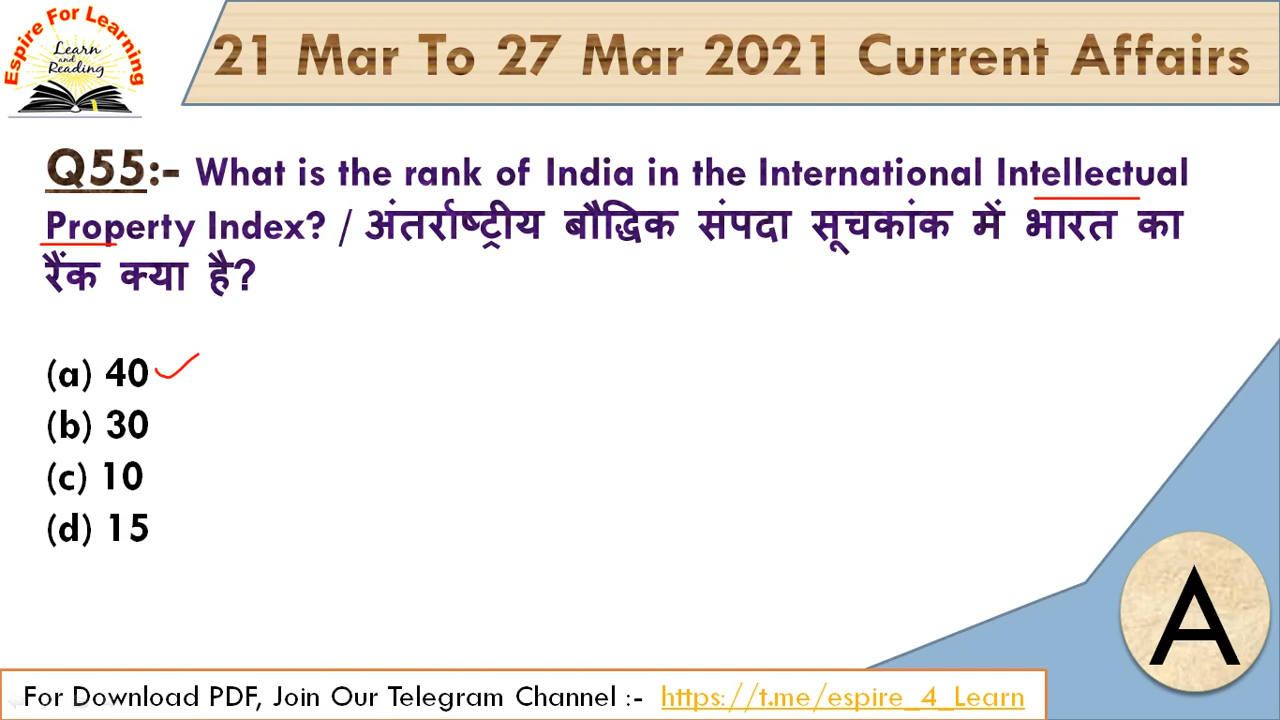 Espire For Learning
Learn
and
Reading
21 Mar To 27 Mar 2021 Current Affairs
Q55:- What is the rank of India in the International Intellectual
Property Index? / अंतर्राष्ट्रीय बौद्धिक संपदा सूचकांक में भारत का
रैंक क्या है?
(a) 40
(b) 30
(c) 10
(d) 15
A
For Download PDF, Join Our Telegram Channel :- https://t.me/espire_4_Learn